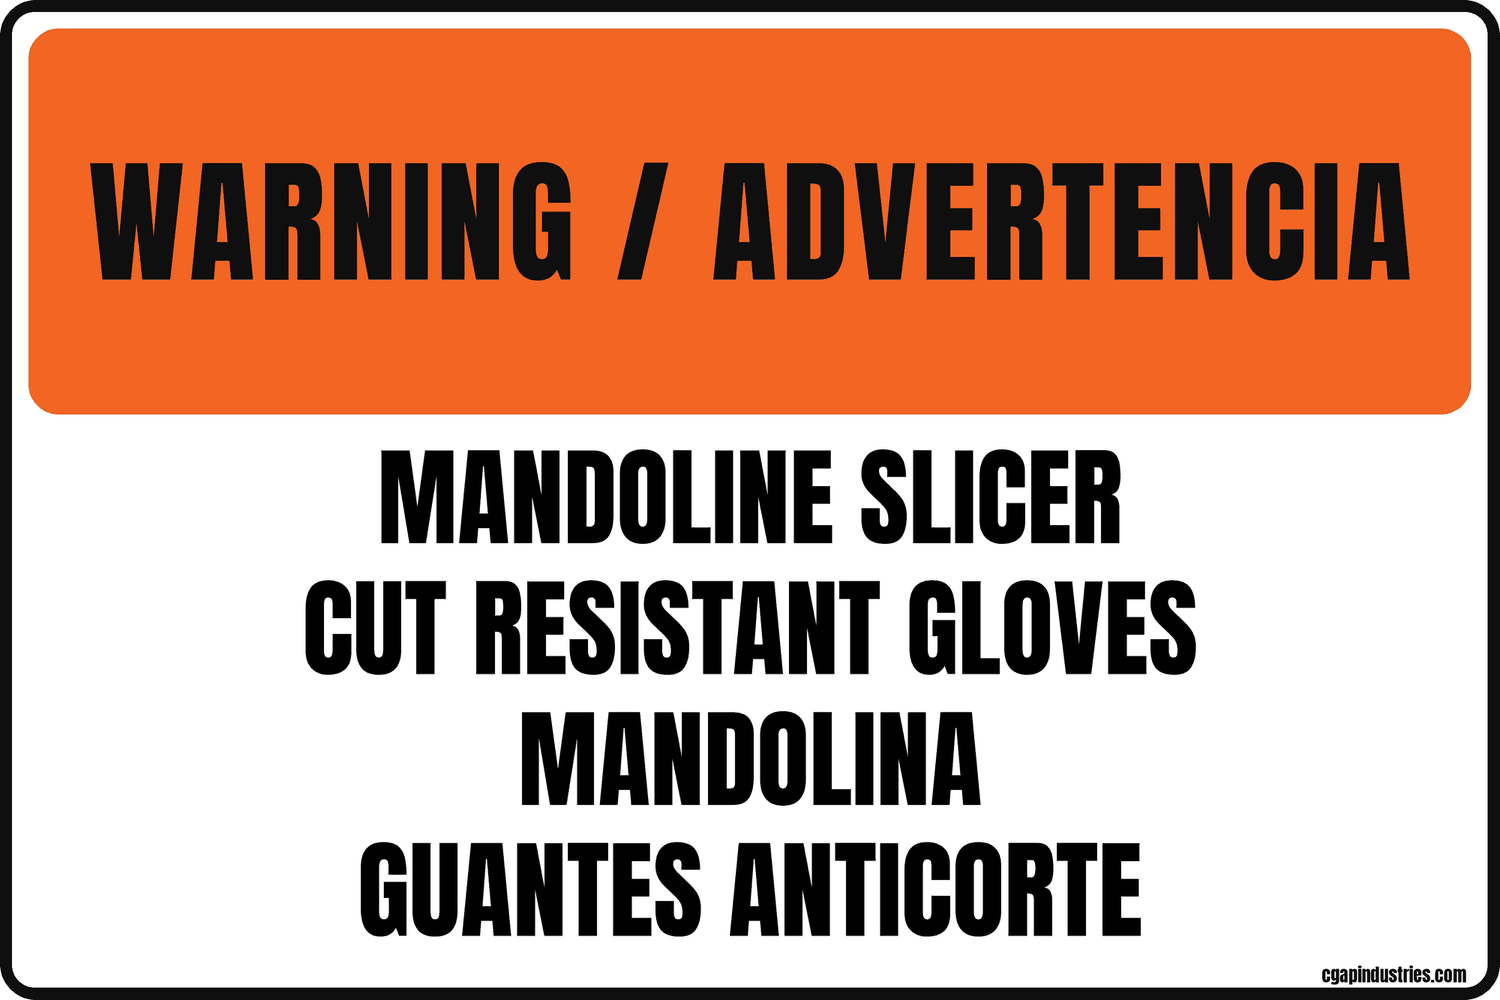 WARNING / ADVERTENCIA
MANDOLINE SLICER
CUT RESISTANT GLOVES
MANDOLINA
GUANTES ANTICORTE
cgapindustries.com